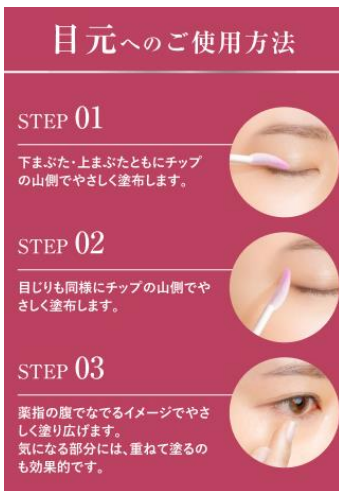 目元へのご使用方法
STEP 01
下まぶた・上まぶたともにチップ
の山側でやさしく塗布します。
STEP 02
目じりも同様にチップの山側でや
さしく塗布します。
STEP 03
薬指の腹でなでるイメージでやさ
しく塗り広げます。
気になる部分には、重ねて塗るの
も効果的です。